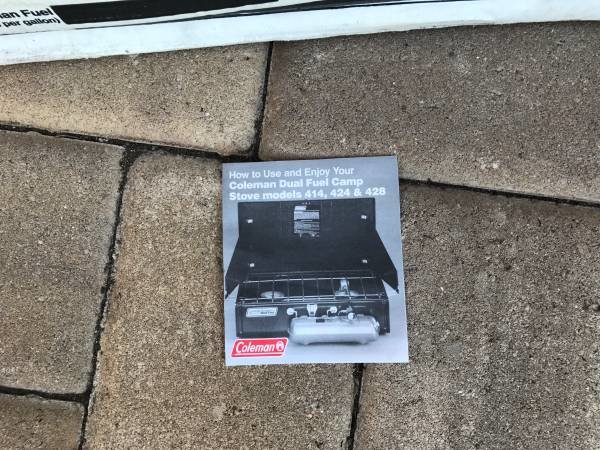 an Fuel
per gallon)
How to Use and Enjoy Your
Coleman Dual Fuel Camp
Stove models 414, 424 & 428
Coleman